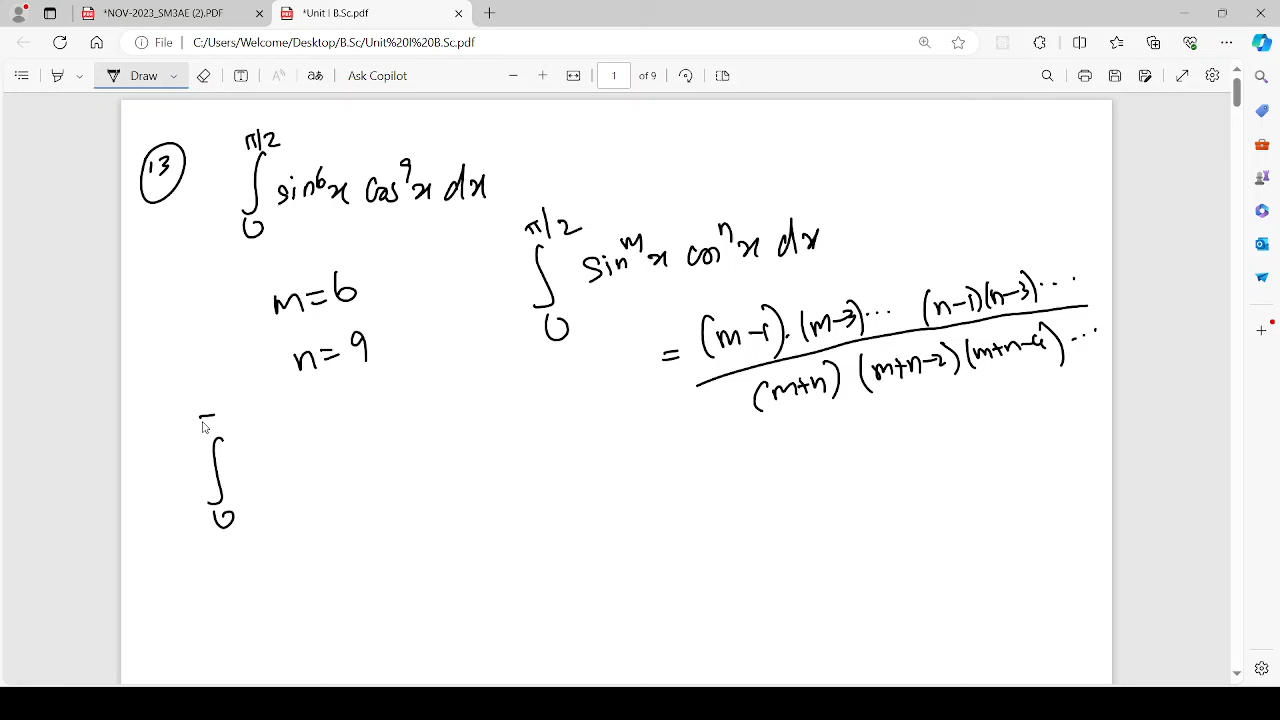 *NOV-2023_SM3AE (2).PDF
*Unit I B.Sc.pdf
File
C:/Users/Welcome/Desktop/B.Sc/Unit%20I%20B.Sc.pdf
Draw
Ask Copilot
1 of 9
13
∫₀^{π/2} sin⁶x cos⁹x dx
m=6
n=9
∫₀^{π/2} sin^m x cos^n x dx
= (m-1).(m-3)... (n-1)(n-3)... / (m+n) (m+n-2)(m+n-4)...
∫₀